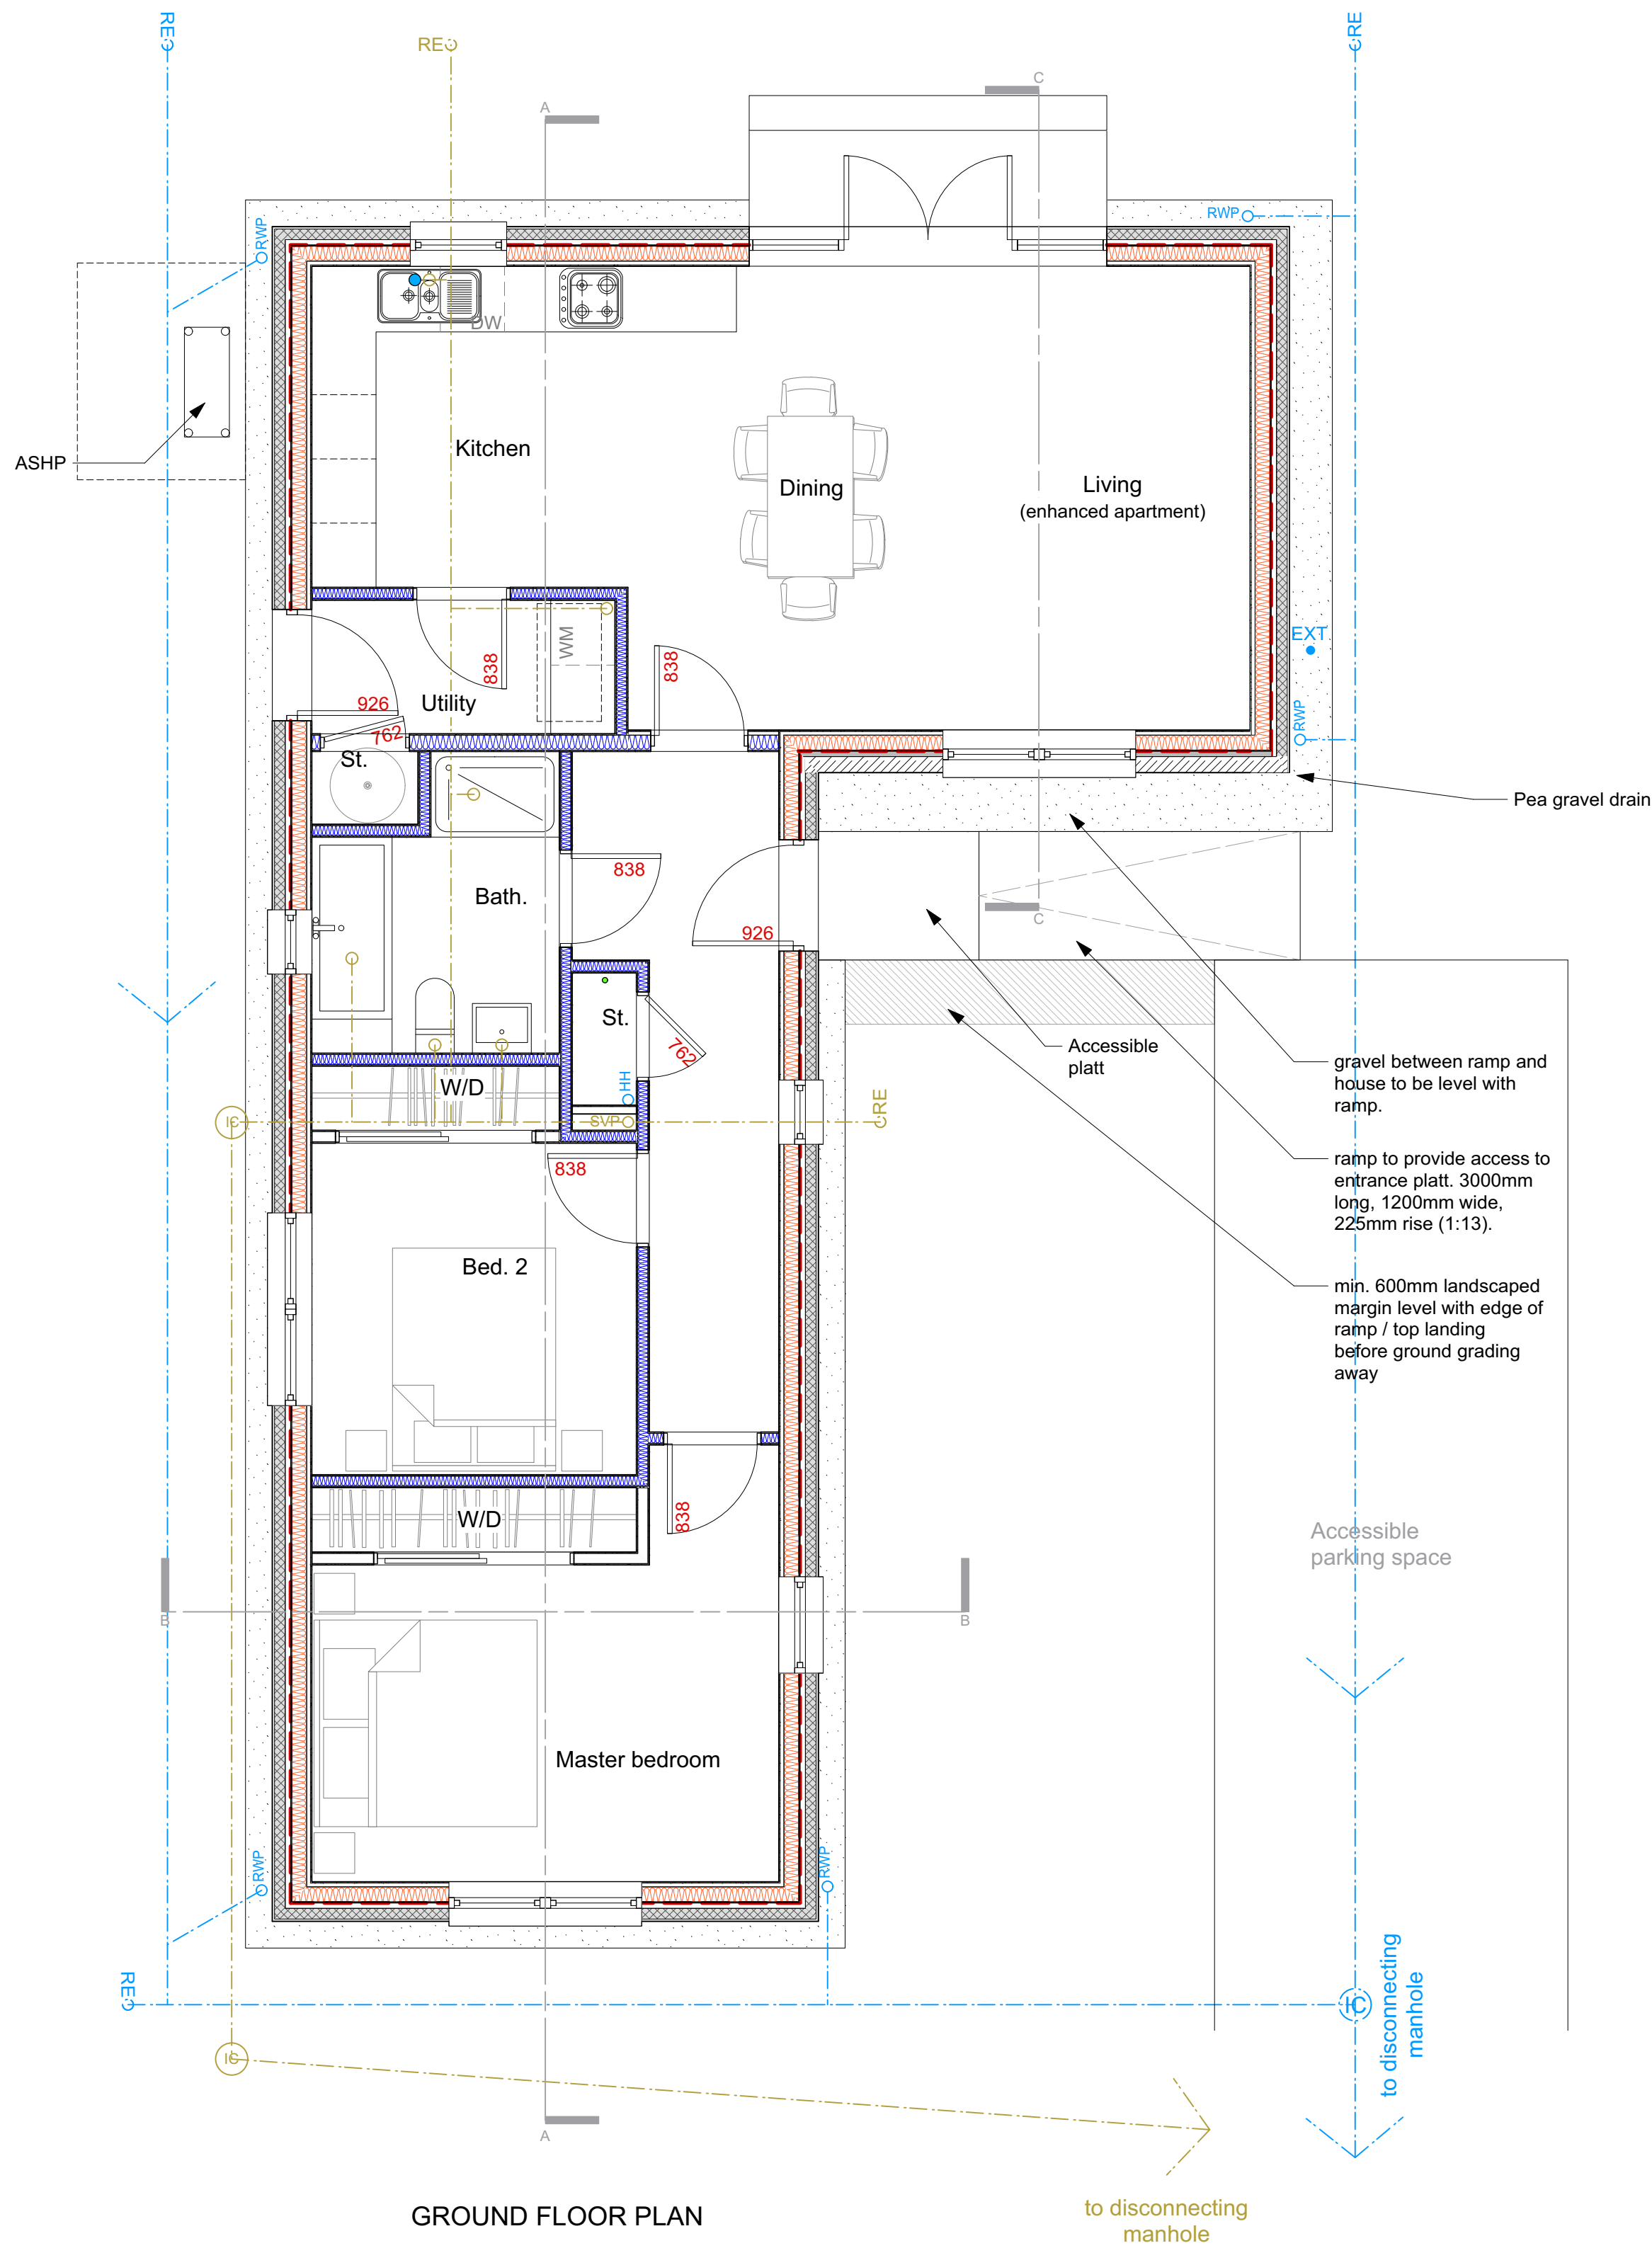 RE
RE
RE
C
A
RWP
RWP
DW
ASHP
Kitchen
Dining
Living
(enhanced apartment)
WM
838
838
EXT
926
Utility
762
RWP
St.
Pea gravel drain
838
Bath.
926
C
St.
762
Accessible
platt
gravel between ramp and
house to be level with
ramp.
HH
W/D
RE
IC
SVP
838
ramp to provide access to
entrance platt. 3000mm
long, 1200mm wide,
225mm rise (1:13).
Bed. 2
min. 600mm landscaped
margin level with edge of
ramp / top landing
before ground grading
away
W/D
838
Accessible
parking space
B
B
Master bedroom
RWP
RWP
RE
IC
to disconnecting
manhole
IC
A
GROUND FLOOR PLAN
to disconnecting
manhole